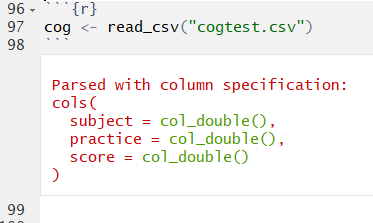 96 ```{r}
97 cog <- read_csv("cogtest.csv")
98 ```
Parsed with column specification:
cols(
  subject = col_double(),
  practice = col_double(),
  score = col_double()
)
99